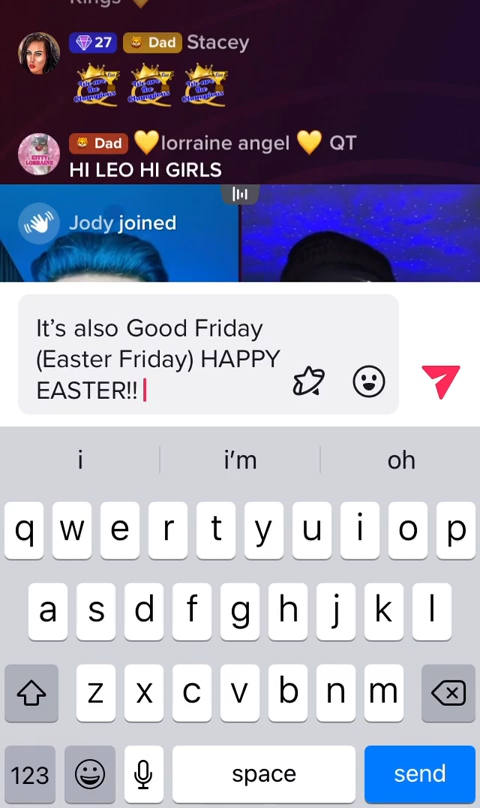 Kings
27 Dad Stacey
Dad 💛lorraine angel 💛 QT
HI LEO HI GIRLS
Jody joined
It's also Good Friday
(Easter Friday) HAPPY
EASTER!!
i i'm oh
q w e r t y u i o p
a s d f g h j k l
z x c v b n m
123 space send